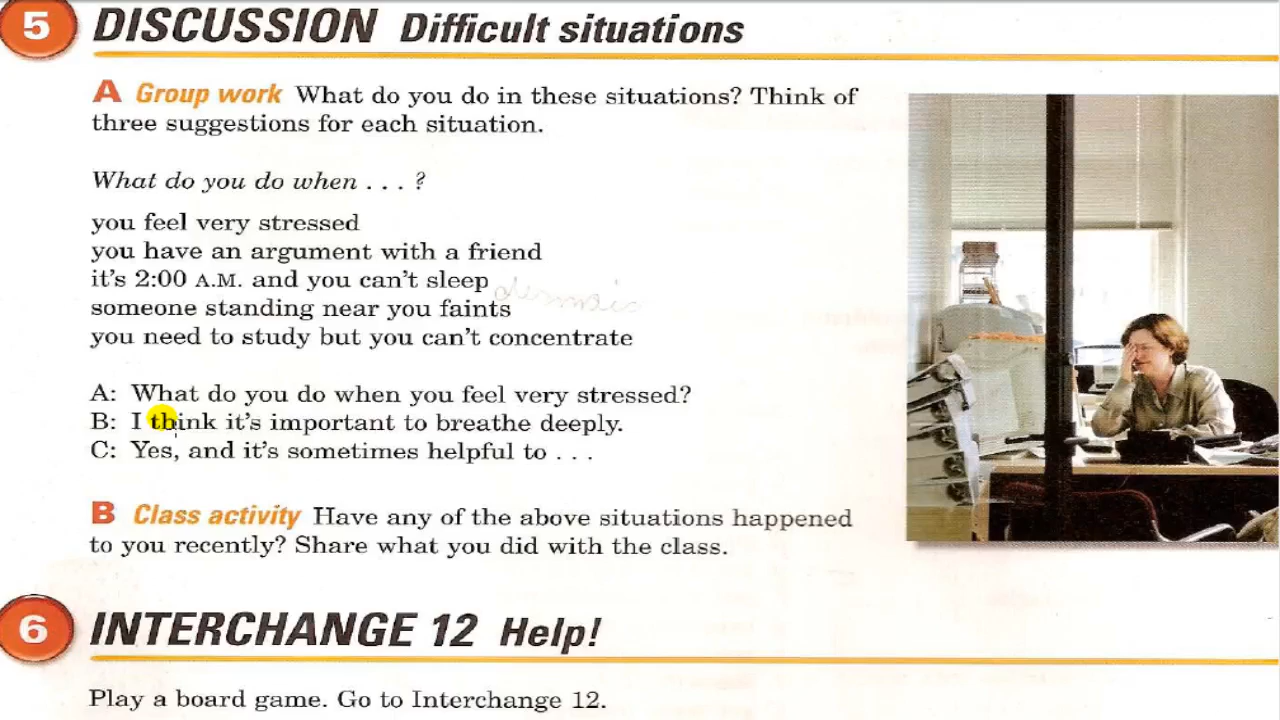 5 DISCUSSION Difficult situations
A Group work What do you do in these situations? Think of
three suggestions for each situation.
What do you do when . . . ?
you feel very stressed
you have an argument with a friend
it's 2:00 A.M. and you can't sleep
someone standing near you faints
you need to study but you can't concentrate
A: What do you do when you feel very stressed?
B: I think it's important to breathe deeply.
C: Yes, and it's sometimes helpful to . . .
B Class activity Have any of the above situations happened
to you recently? Share what you did with the class.
6 INTERCHANGE 12 Help!
Play a board game. Go to Interchange 12.